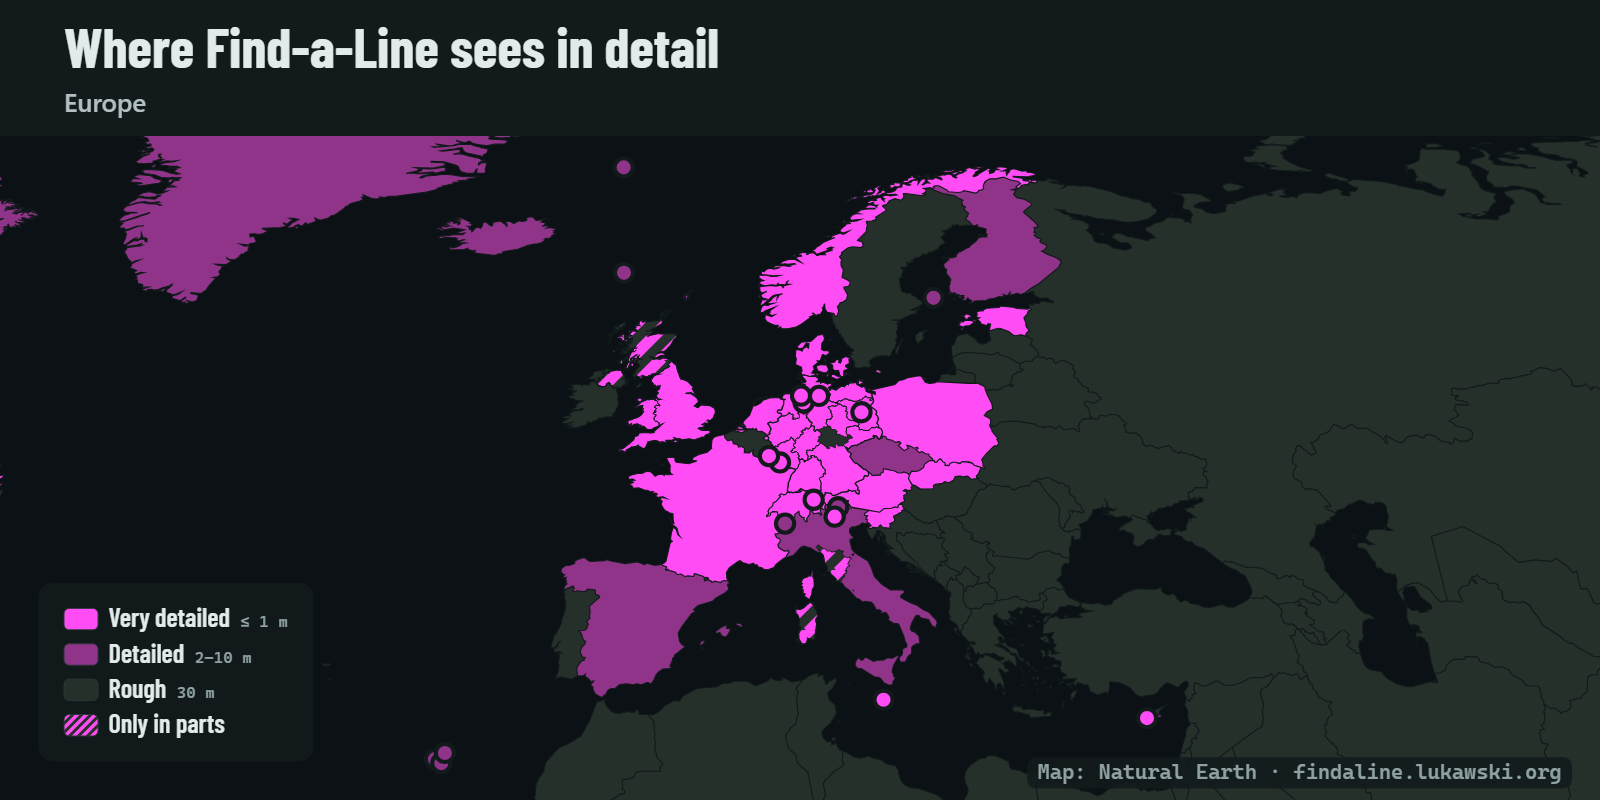 Where Find-a-Line sees in detail
Europe
Very detailed ≤ 1 m
Detailed 2–10 m
Rough 30 m
Only in parts
Map: Natural Earth · findaline.lukawski.org